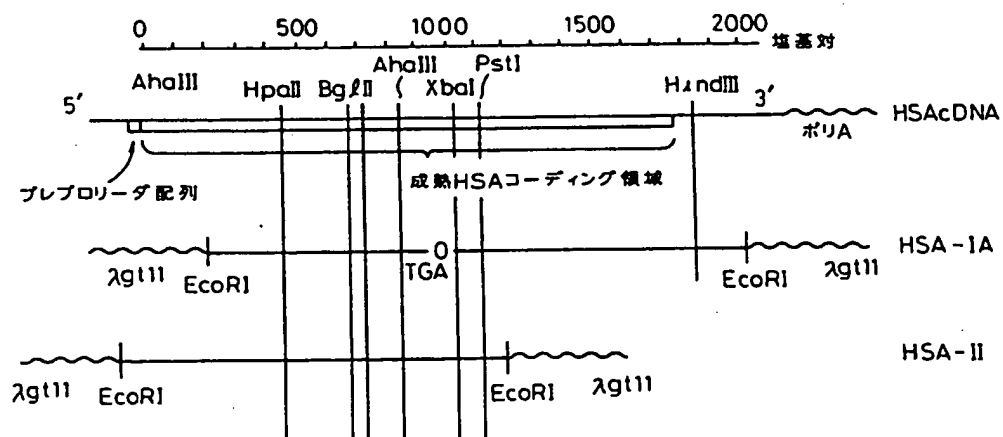 0 500 1000 1500 2000 塩基対
AhaIII PstI
AhaIII HpaII BglII XbaI HindIII
5′ 3′ HSAcDNA
ポリA
プレプロリーダ配列 成熟HSAコーディング領域
0 HSA-IA
TGA
λgt11 EcoRI EcoRI λgt11
HSA-II
λgt11 EcoRI EcoRI λgt11